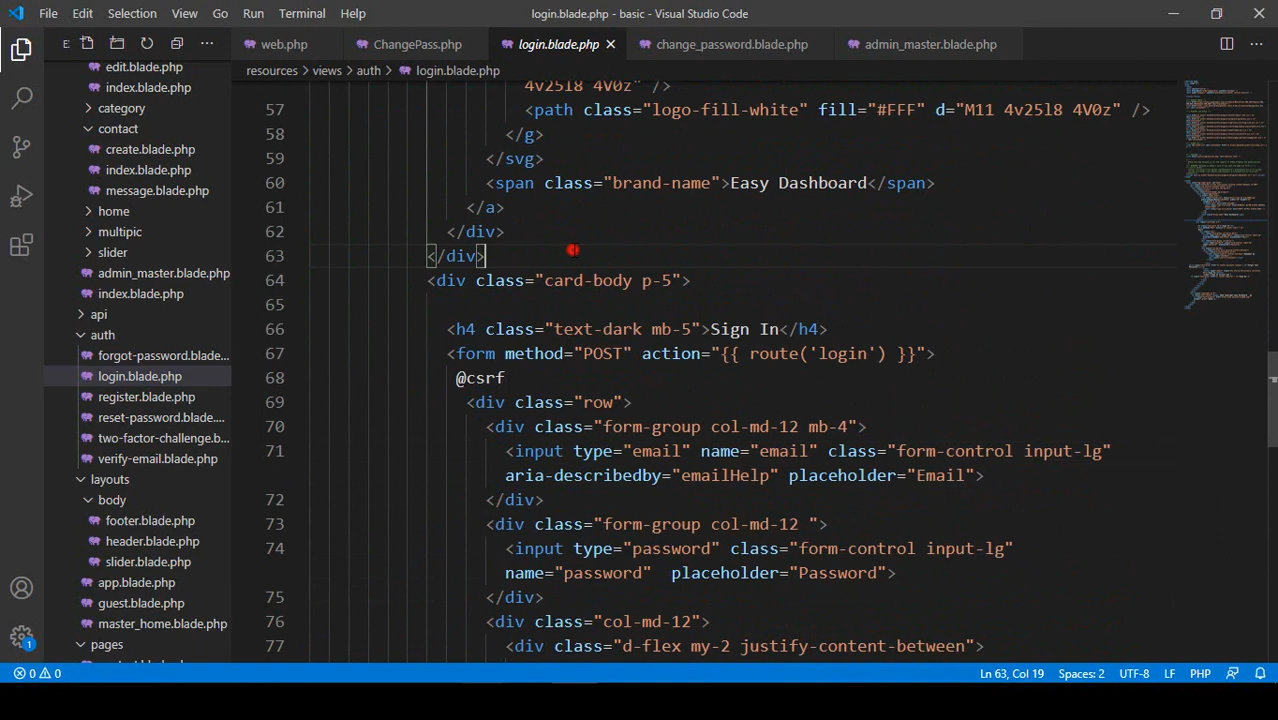 File Edit Selection View Go Run Terminal Help login.blade.php - basic - Visual Studio Code
E
web.php ChangePass.php login.blade.php change_password.blade.php admin_master.blade.php
resources > views > auth > login.blade.php
edit.blade.php
index.blade.php
category
contact
create.blade.php
index.blade.php
message.blade.php
home
multipic
slider
admin_master.blade.php
index.blade.php
api
auth
forgot-password.blade...
login.blade.php
register.blade.php
reset-password.blade....
two-factor-challenge.b...
verify-email.blade.php
layouts
body
footer.blade.php
header.blade.php
slider.blade.php
app.blade.php
guest.blade.php
master_home.blade.php
pages
4v25l8 4V0z" />
57 <path class="logo-fill-white" fill="#FFF" d="M11 4v25l8 4V0z" />
58 </g>
59 </svg>
60 <span class="brand-name">Easy Dashboard</span>
61 </a>
62 </div>
63 </div>
64 <div class="card-body p-5">
65
66 <h4 class="text-dark mb-5">Sign In</h4>
67 <form method="POST" action="{{ route('login') }}">
68 @csrf
69 <div class="row">
70 <div class="form-group col-md-12 mb-4">
71 <input type="email" name="email" class="form-control input-lg"
aria-describedby="emailHelp" placeholder="Email">
72 </div>
73 <div class="form-group col-md-12 ">
74 <input type="password" class="form-control input-lg"
name="password"  placeholder="Password">
75 </div>
76 <div class="col-md-12">
77 <div class="d-flex my-2 justify-content-between">
1
0 0 Ln 63, Col 19 Spaces: 2 UTF-8 LF PHP